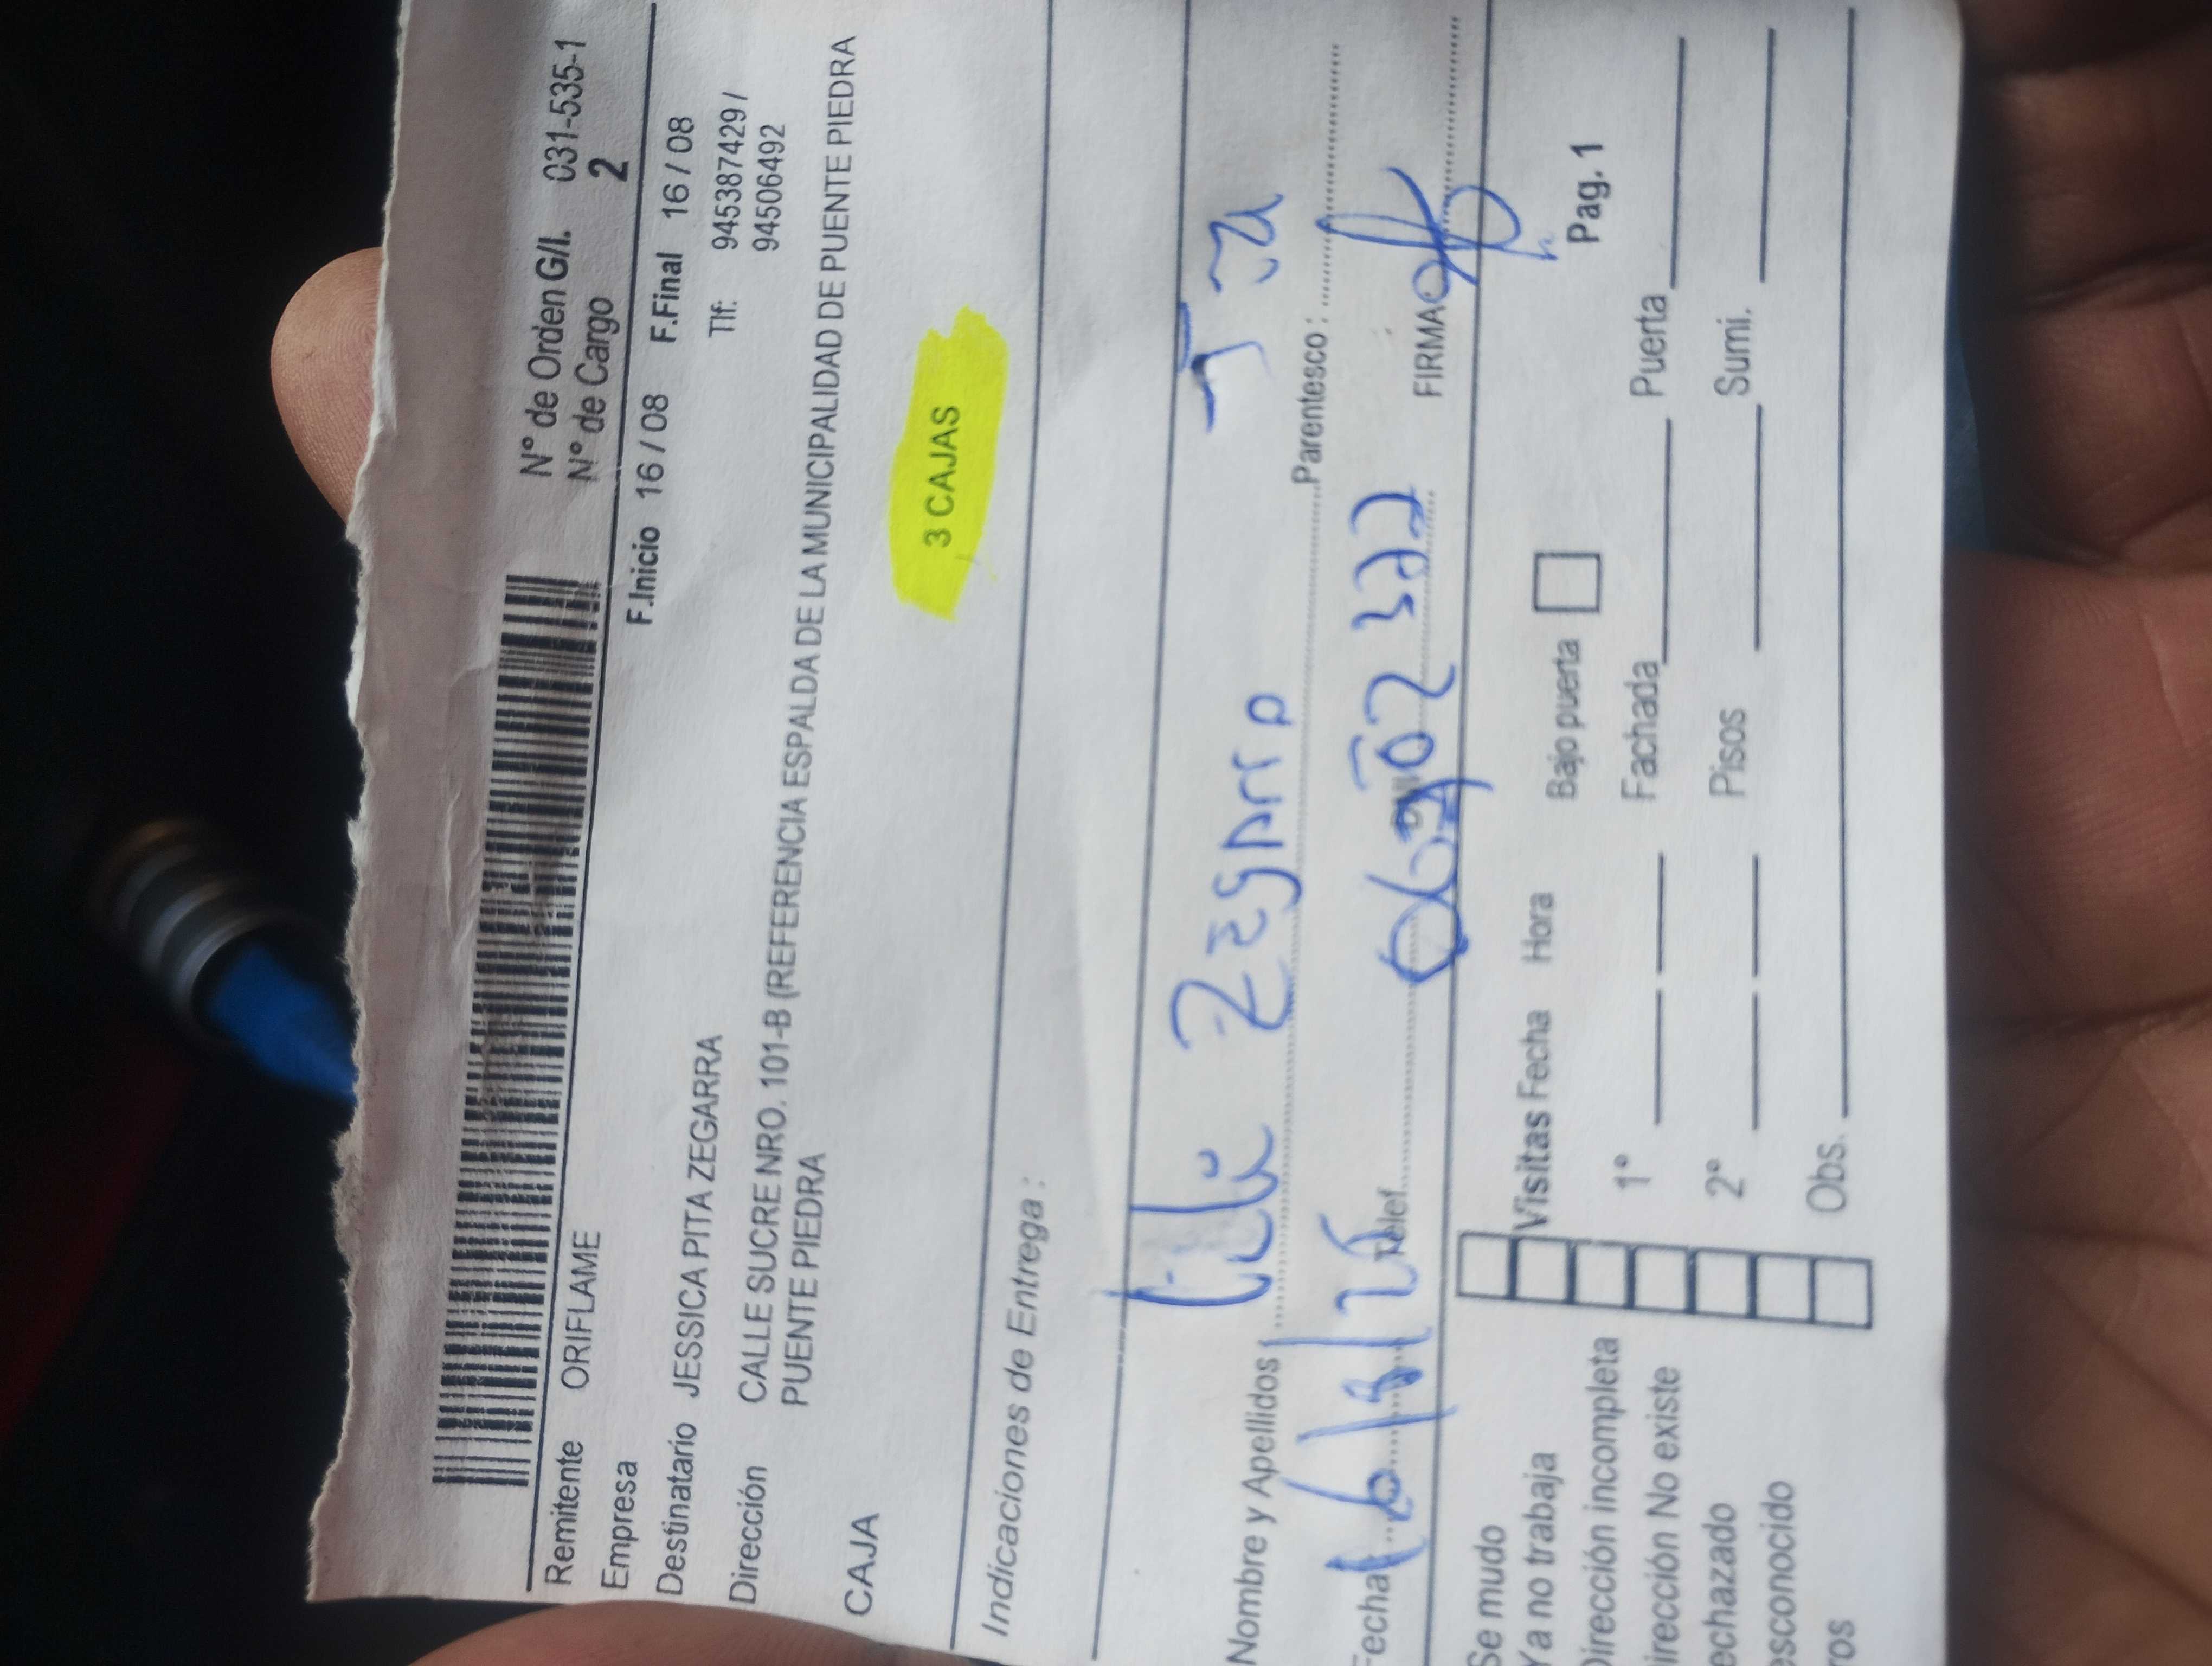 N° de Orden G/I. 031-535-1
N° de Cargo 2
Remitente ORIFLAME
Empresa
F.Inicio 16 / 08 F.Final 16 / 08
Destinatario JESSICA PITA ZEGARRA
Tlf: 945387429 /
94506492
Dirección CALLE SUCRE NRO. 101-B (REFERENCIA ESPALDA DE LA MUNICIPALIDAD DE PUENTE PIEDRA
PUENTE PIEDRA
CAJA
3 CAJAS
Indicaciones de Entrega :
Nombre y Apellidos Parentesco :
Fecha Telef. FIRMA
Se mudo
Ya no trabaja
Dirección incompleta
Dirección No existe
echazado
esconocido
ros
Visitas Fecha Hora Bajo puerta Pag. 1
1° Fachada Puerta
2° Pisos Sumi.
Obs.